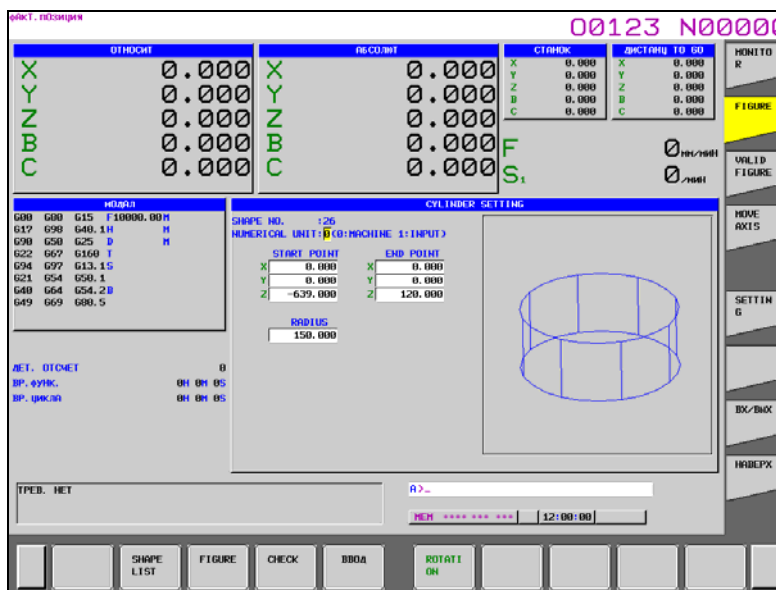 фАКТ. ПОЗИЦИЯ
O0123 N00000
ОТНОСИТ
X 0.000
Y 0.000
Z 0.000
B 0.000
C 0.000
АБСОЛЮТ
X 0.000
Y 0.000
Z 0.000
B 0.000
C 0.000
СТАНОК
X 0.000
Y 0.000
Z 0.000
B 0.000
C 0.000
ДИСТАНЦ TO GO
X 0.000
Y 0.000
Z 0.000
B 0.000
C 0.000
F 0 ММ/МИН
S1 0 /МИН
МОДАЛ
G00 G80 G15 F10000.00 M
G17 G98 G40.1 H M
G90 G50 G25 D M
G22 G67 G160 T
G94 G97 G13.1 S
G21 G54 G50.1
G40 G64 G54.2 B
G49 G69 G80.5
ДЕТ. ОТСЧЕТ 0
ВР.ФУНК. 0H 0M 0S
ВР. ЦИКЛА 0H 0M 0S
CYLINDER SETTING
SHAPE NO. :26
NUMERICAL UNIT:0(0:MACHINE 1:INPUT)
START POINT END POINT
X 0.000 X 0.000
Y 0.000 Y 0.000
Z -639.000 Z 120.000
RADIUS
150.000
ТРЕВ. НЕТ
A>_
MEM **** *** *** 12:00:00
MONITO
R
FIGURE
VALID
FIGURE
MOVE
AXIS
SETTIN
G
ВХ/ВЫХ
НАВЕРХ
SHAPE
LIST
FIGURE
CHECK
ВВОД
ROTATI
ON